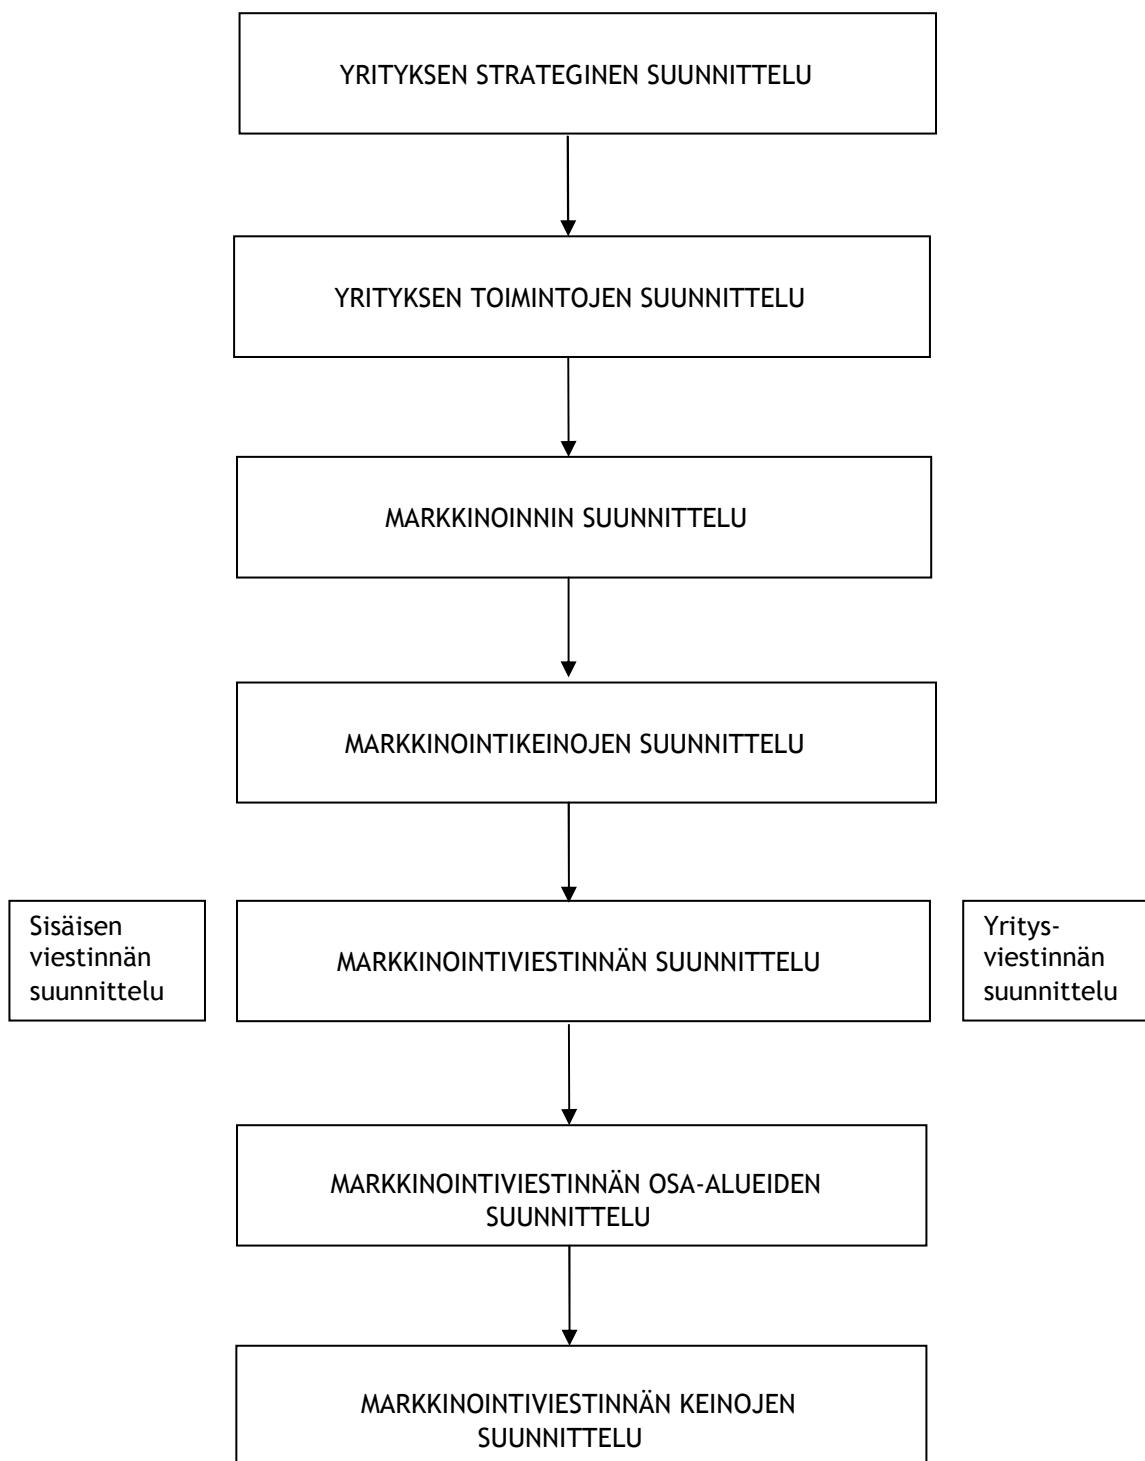 YRITYKSEN STRATEGINEN SUUNNITTELU
YRITYKSEN TOIMINTOJEN SUUNNITTELU
MARKKINOINNIN SUUNNITTELU
MARKKINOINTIKEINOJEN SUUNNITTELU
Sisäisen
viestinnän
suunnittelu
MARKKINOINTIVIESTINNÄN SUUNNITTELU
Yritys-
viestinnän
suunnittelu
MARKKINOINTIVIESTINNÄN OSA-ALUEIDEN
SUUNNITTELU
MARKKINOINTIVIESTINNÄN KEINOJEN
SUUNNITTELU